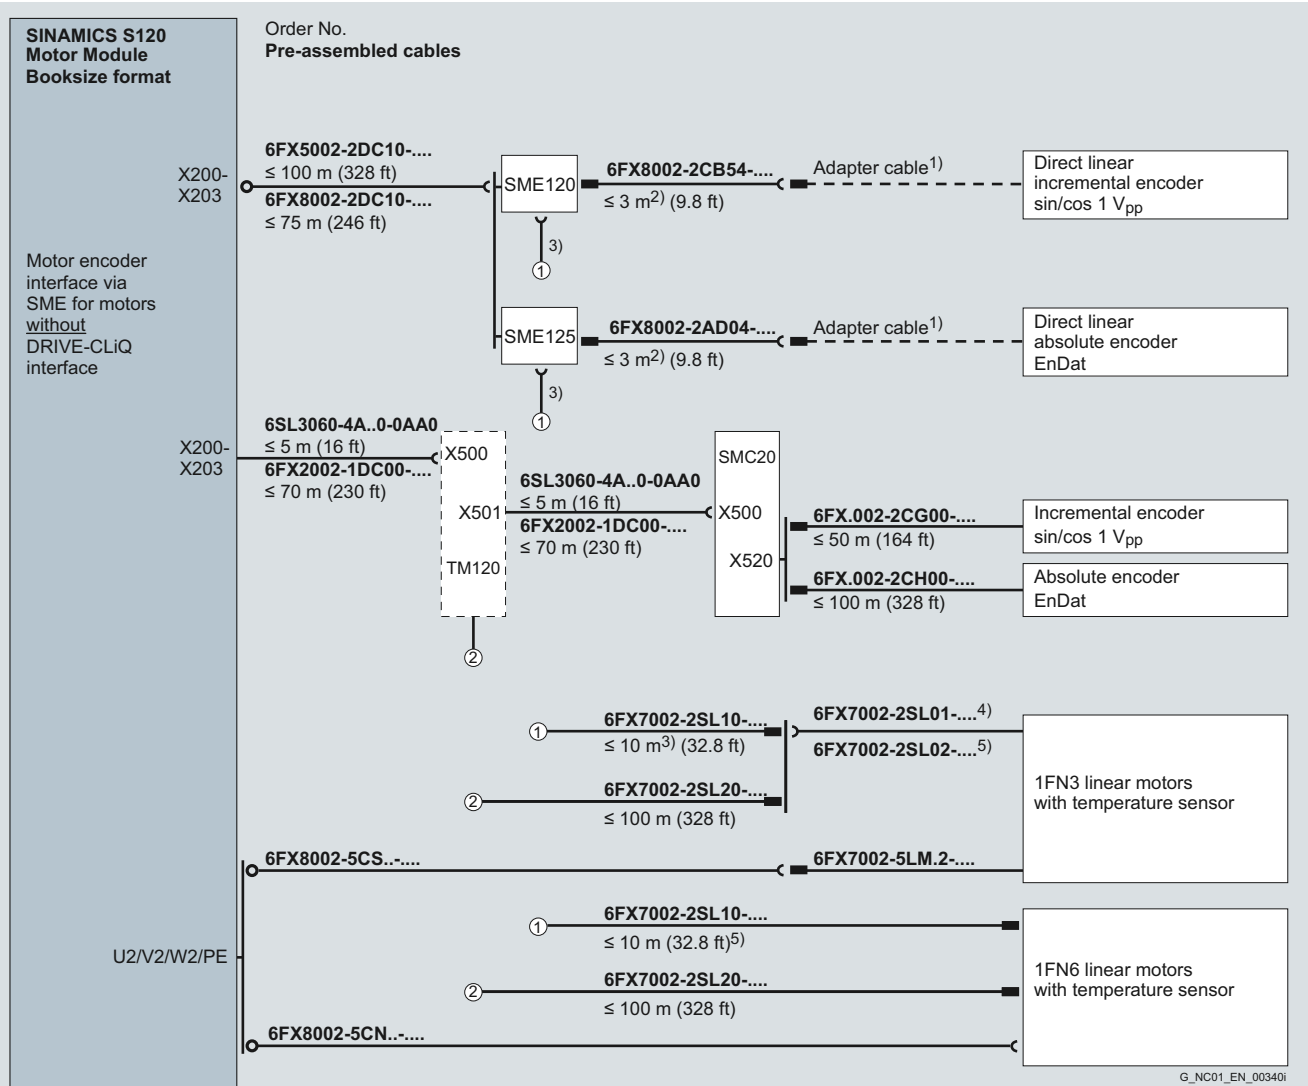 SINAMICS S120
Motor Module
Booksize format
Order No.
Pre-assembled cables
X200-
X203
6FX5002-2DC10-....
≤ 100 m (328 ft)
6FX8002-2DC10-....
≤ 75 m (246 ft)
SME120
6FX8002-2CB54-....
≤ 3 m2) (9.8 ft)
Adapter cable1)
Direct linear
incremental encoder
sin/cos 1 Vpp
3)
1
Motor encoder
interface via
SME for motors
without
DRIVE-CLiQ
interface
SME125
6FX8002-2AD04-....
≤ 3 m2) (9.8 ft)
Adapter cable1)
Direct linear
absolute encoder
EnDat
3)
1
X200-
X203
6SL3060-4A..0-0AA0
≤ 5 m (16 ft)
6FX2002-1DC00-....
≤ 70 m (230 ft)
X500
X501
TM120
2
6SL3060-4A..0-0AA0
≤ 5 m (16 ft)
6FX2002-1DC00-....
≤ 70 m (230 ft)
SMC20
X500
X520
6FX.002-2CG00-....
≤ 50 m (164 ft)
Incremental encoder
sin/cos 1 Vpp
6FX.002-2CH00-....
≤ 100 m (328 ft)
Absolute encoder
EnDat
1
6FX7002-2SL10-....
≤ 10 m3) (32.8 ft)
6FX7002-2SL01-....4)
6FX7002-2SL02-....5)
2
6FX7002-2SL20-....
≤ 100 m (328 ft)
1FN3 linear motors
with temperature sensor
6FX8002-5CS..-....
6FX7002-5LM.2-....
U2/V2/W2/PE
1
6FX7002-2SL10-....
≤ 10 m (32.8 ft)5)
2
6FX7002-2SL20-....
≤ 100 m (328 ft)
1FN6 linear motors
with temperature sensor
6FX8002-5CN..-....
G_NC01_EN_00340i